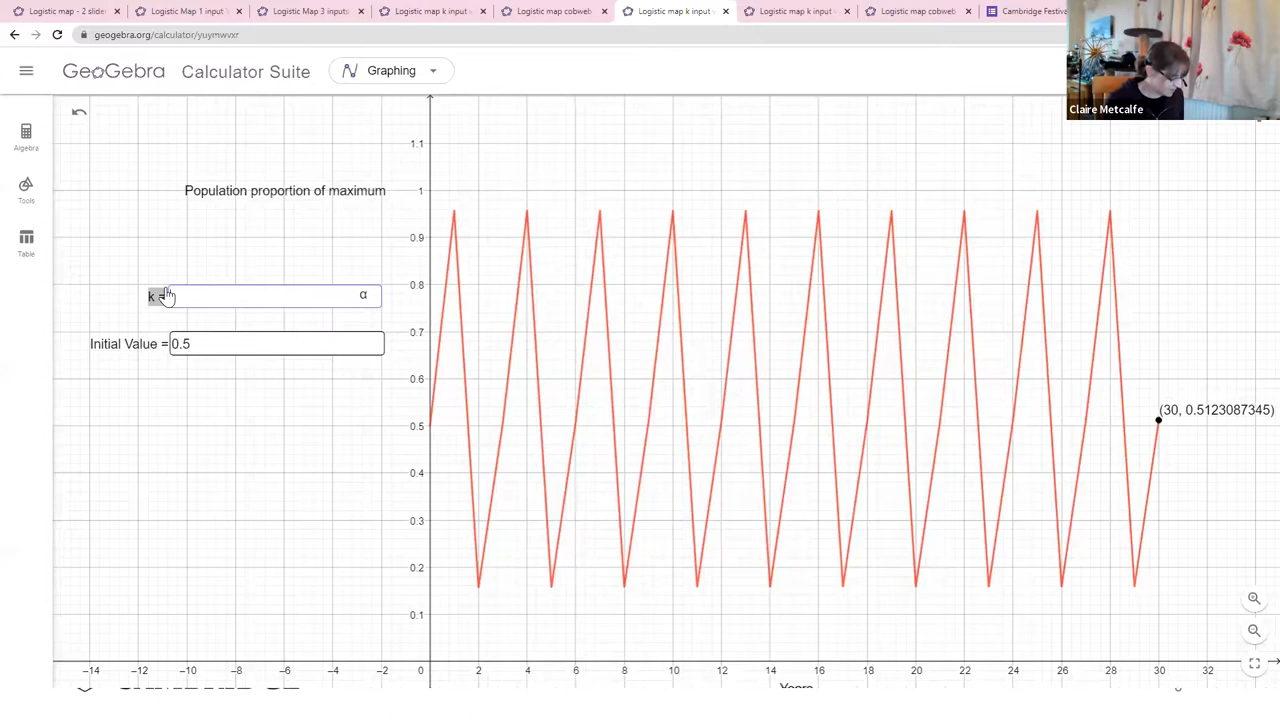 Logistic map - 2 slide
Logistic Map 1 input V
Logistic Map 3 inputs
Logistic map k input v
Logistic map cobweb
Logistic map k input v
Logistic map k input v
Logistic map cobweb
Cambridge Festiva
geogebra.org/calculator/yuymwvxr
GeoGebra Calculator Suite Graphing
Claire Metcalfe
Algebra
Tools
Table
Population proportion of maximum
k =
α
Initial Value = 0.5
1.1
1
0.9
0.8
0.7
0.6
0.5
0.4
0.3
0.2
0.1
(30, 0.5123087345)
−14 −12 −10 −8 −6 −4 −2 0 2 4 6 8 10 12 14 16 18 20 22 24 26 28 30 32
Years